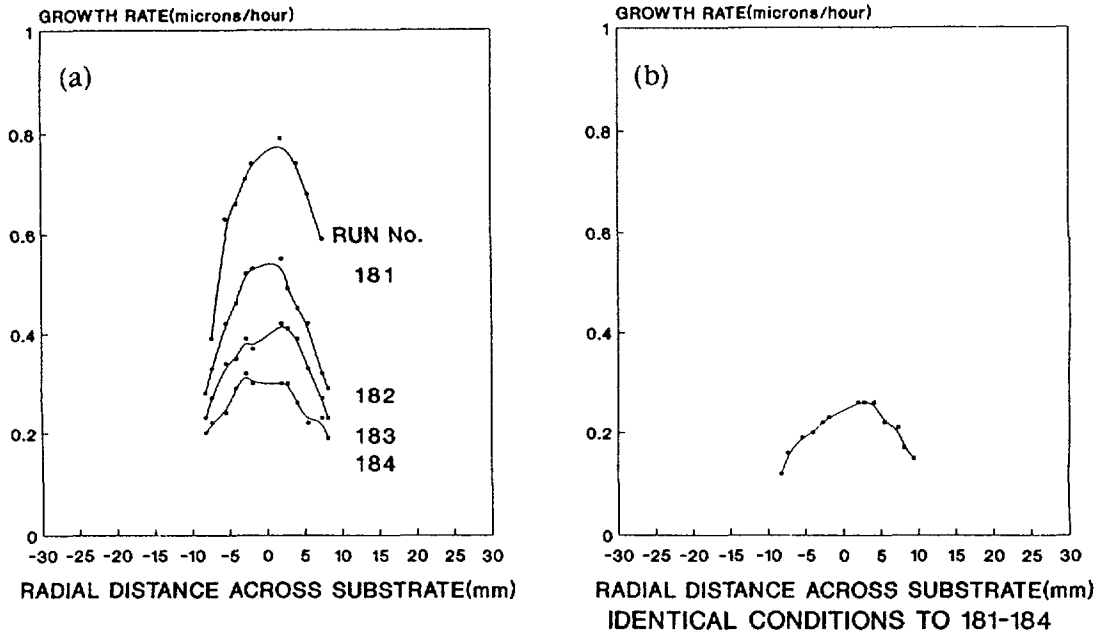 GROWTH RATE(microns/hour)
1
(a)
0.8
0.6
0.4
0.2
0
RUN No.
181
182
183
184
-30 -25 -20 -15 -10 -5 0 5 10 15 20 25 30
RADIAL DISTANCE ACROSS SUBSTRATE(mm)
GROWTH RATE(microns/hour)
1
(b)
0.8
0.6
0.4
0.2
0
-30 -25 -20 -15 -10 -5 0 5 10 15 20 25 30
RADIAL DISTANCE ACROSS SUBSTRATE(mm)
IDENTICAL CONDITIONS TO 181-184